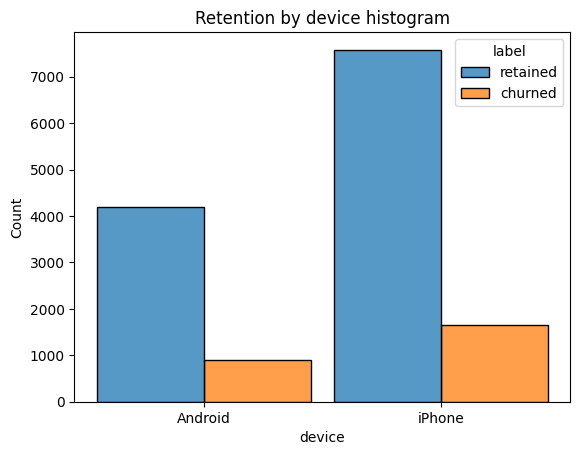 Retention by device histogram
label
retained
churned
7000
6000
5000
4000
3000
2000
1000
0
Count
Android
iPhone
device